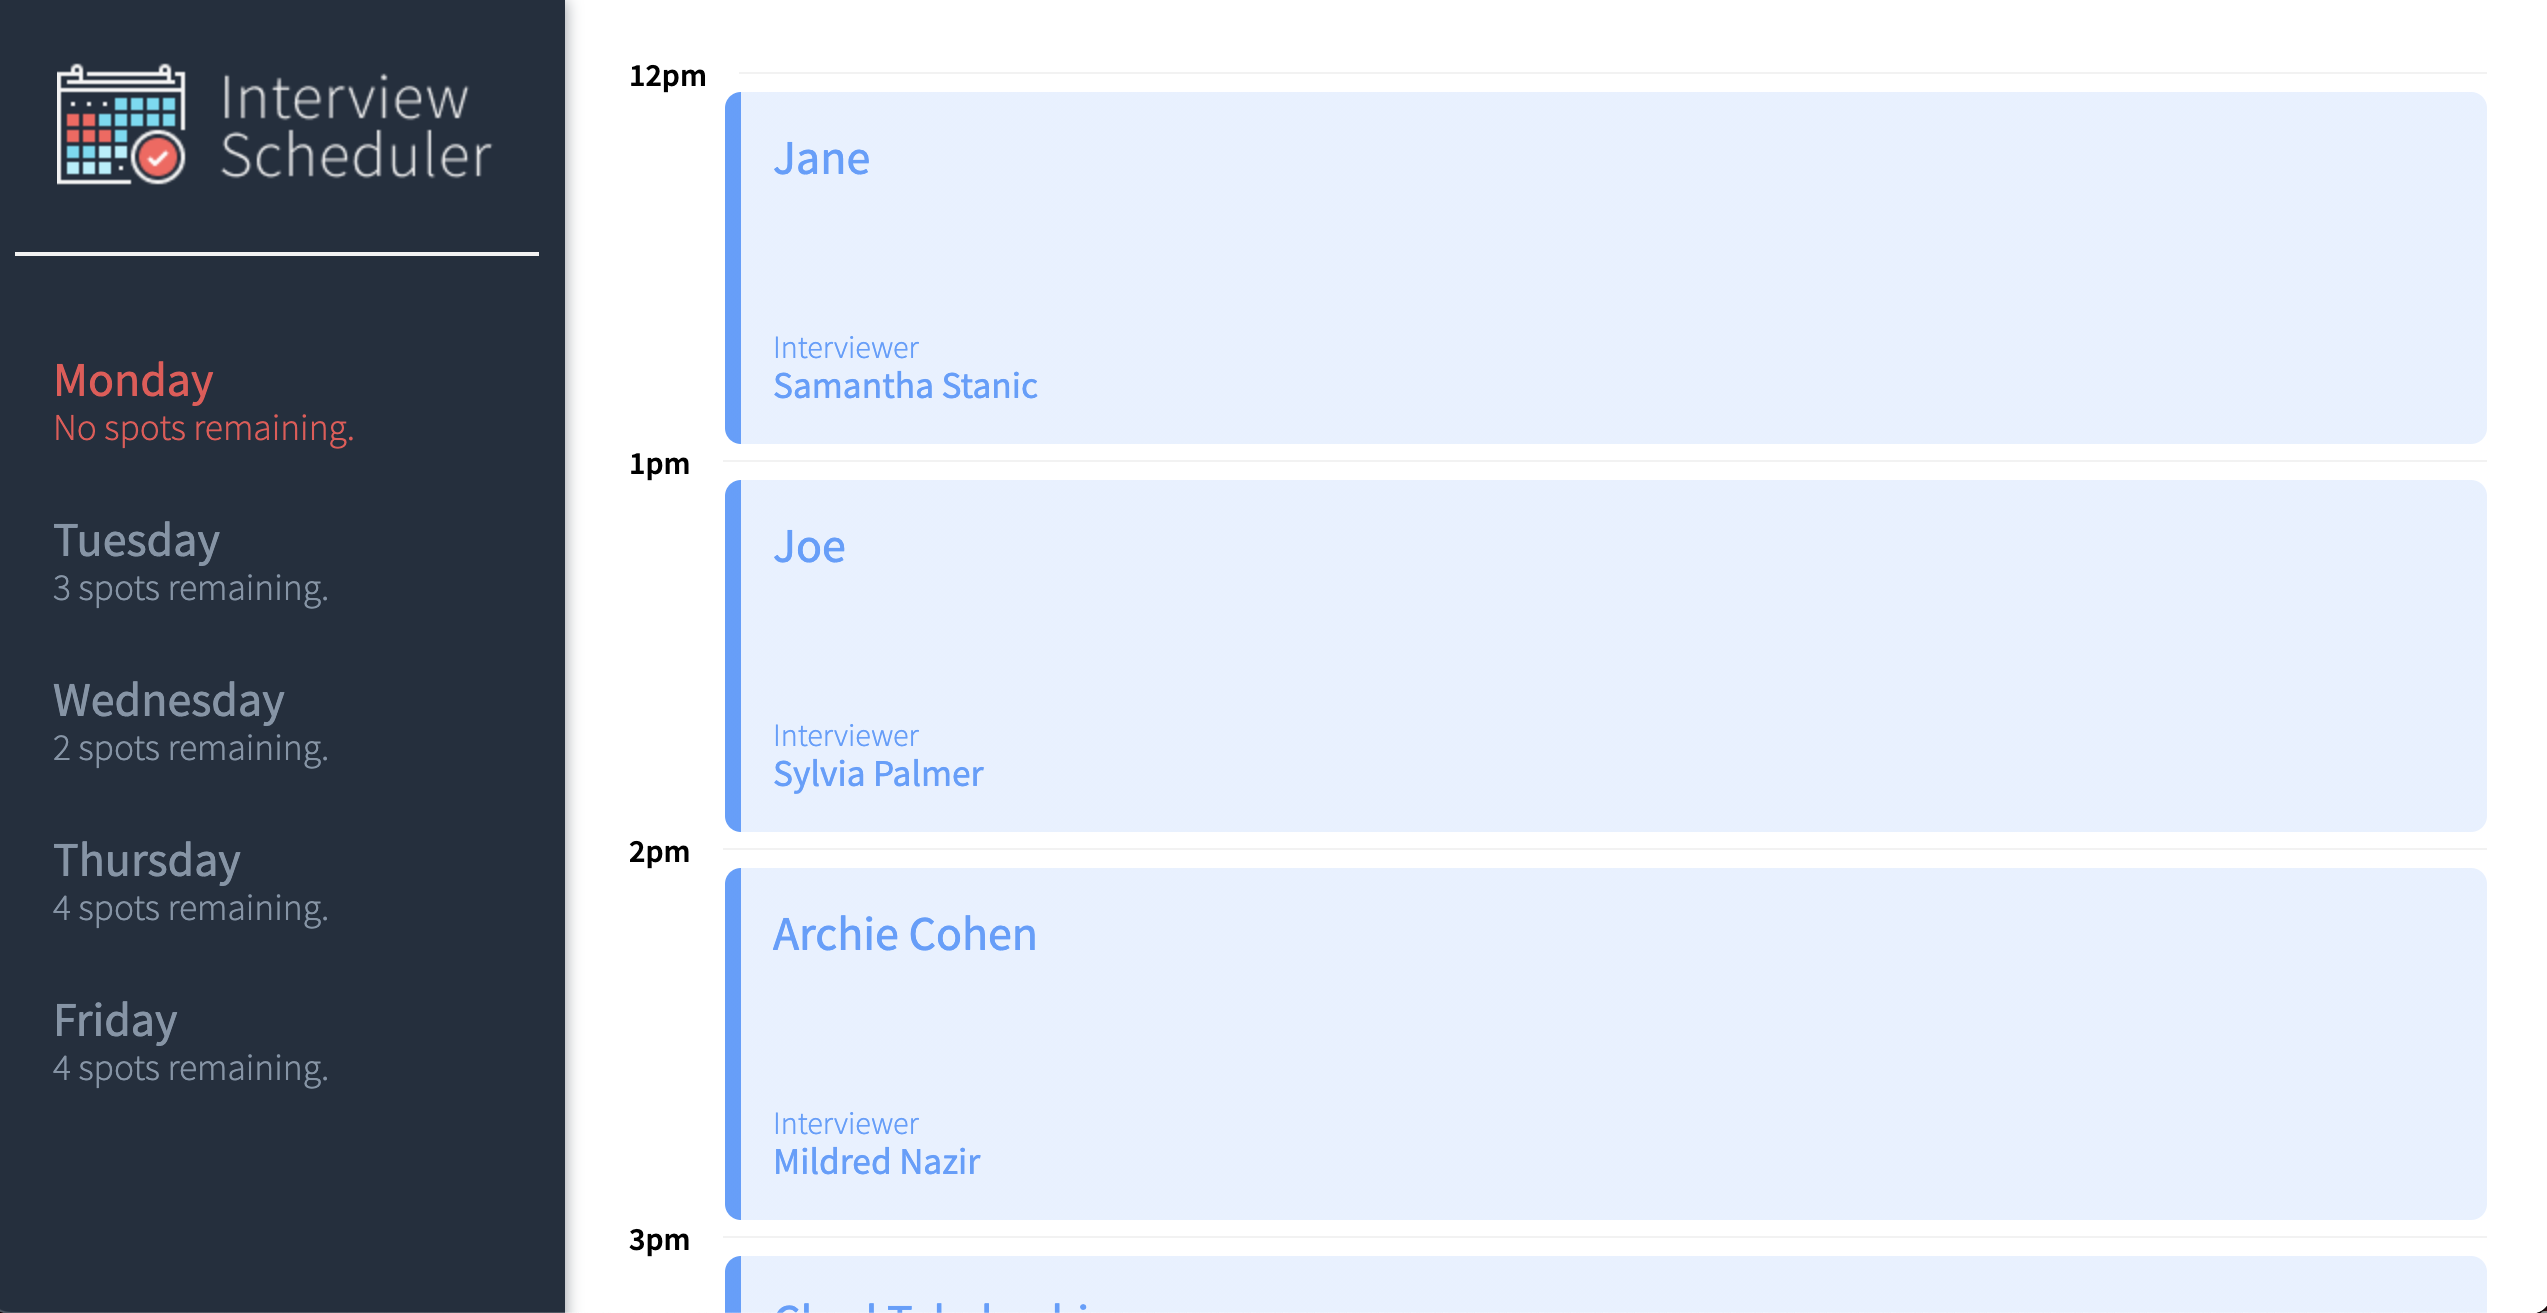 Interview
Scheduler
Monday
No spots remaining.
Tuesday
3 spots remaining.
Wednesday
2 spots remaining.
Thursday
4 spots remaining.
Friday
4 spots remaining.
12pm
Jane
Interviewer
Samantha Stanic
1pm
Joe
Interviewer
Sylvia Palmer
2pm
Archie Cohen
Interviewer
Mildred Nazir
3pm